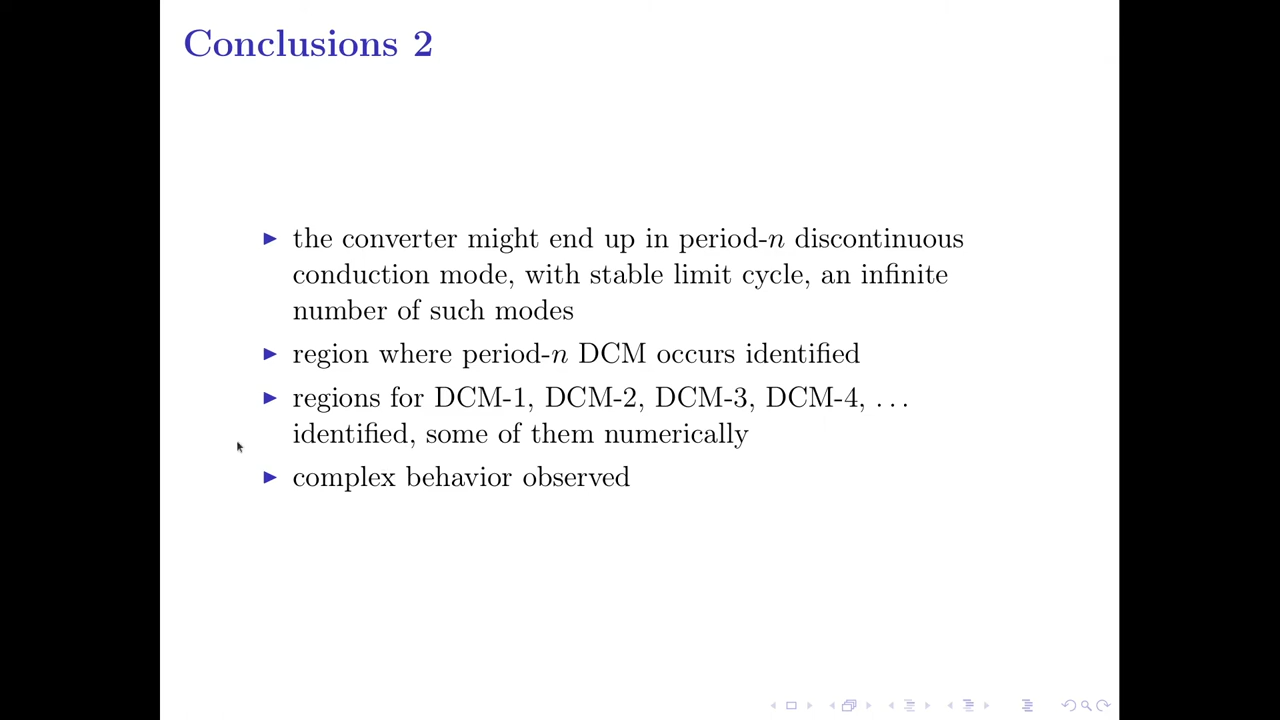 Conclusions 2
the converter might end up in period-n discontinuous
conduction mode, with stable limit cycle, an infinite
number of such modes
region where period-n DCM occurs identified
regions for DCM-1, DCM-2, DCM-3, DCM-4, ...
identified, some of them numerically
complex behavior observed